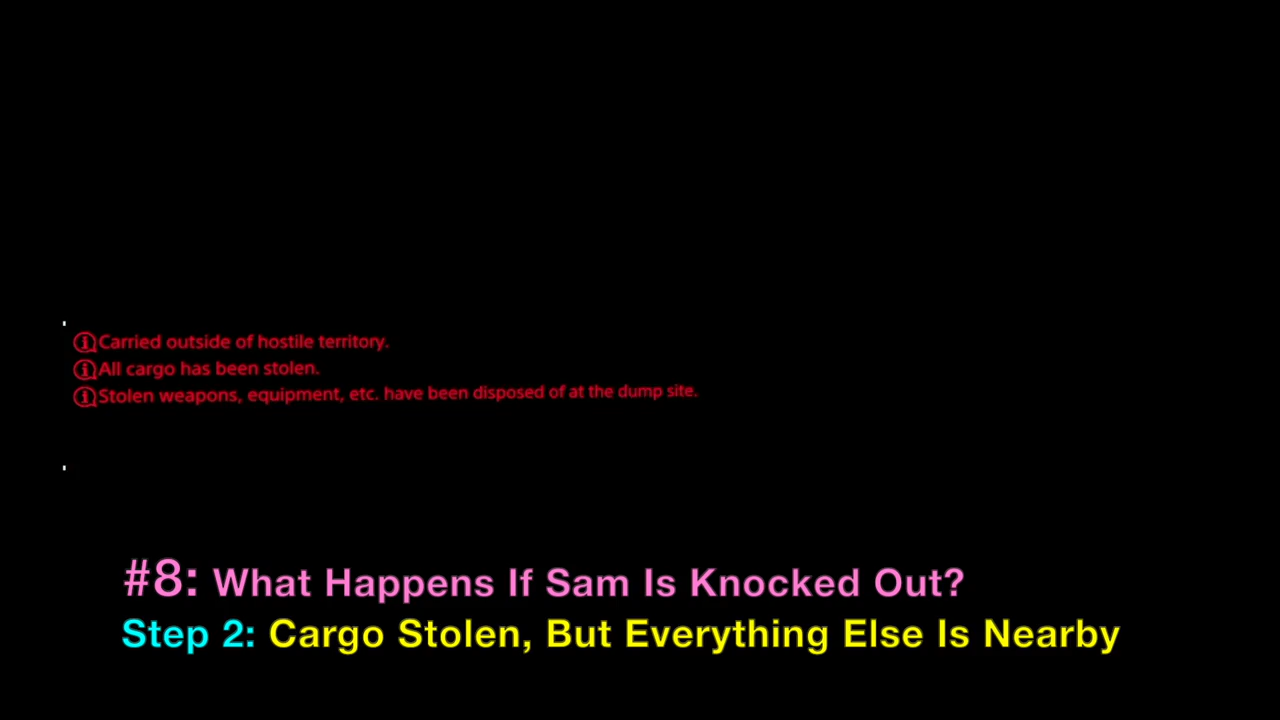 Carried outside of hostile territory.
All cargo has been stolen.
Stolen weapons, equipment, etc. have been disposed of at the dump site.
#8: What Happens If Sam Is Knocked Out?
Step 2: Cargo Stolen, But Everything Else Is Nearby